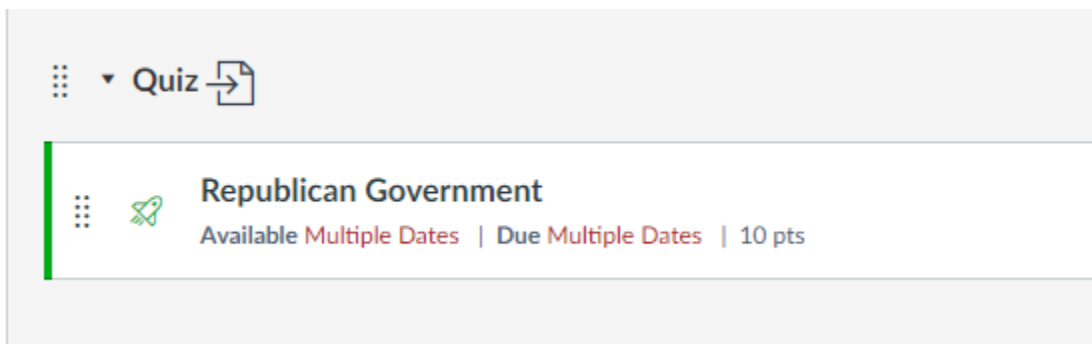 Quiz
Republican Government
Available Multiple Dates | Due Multiple Dates | 10 pts